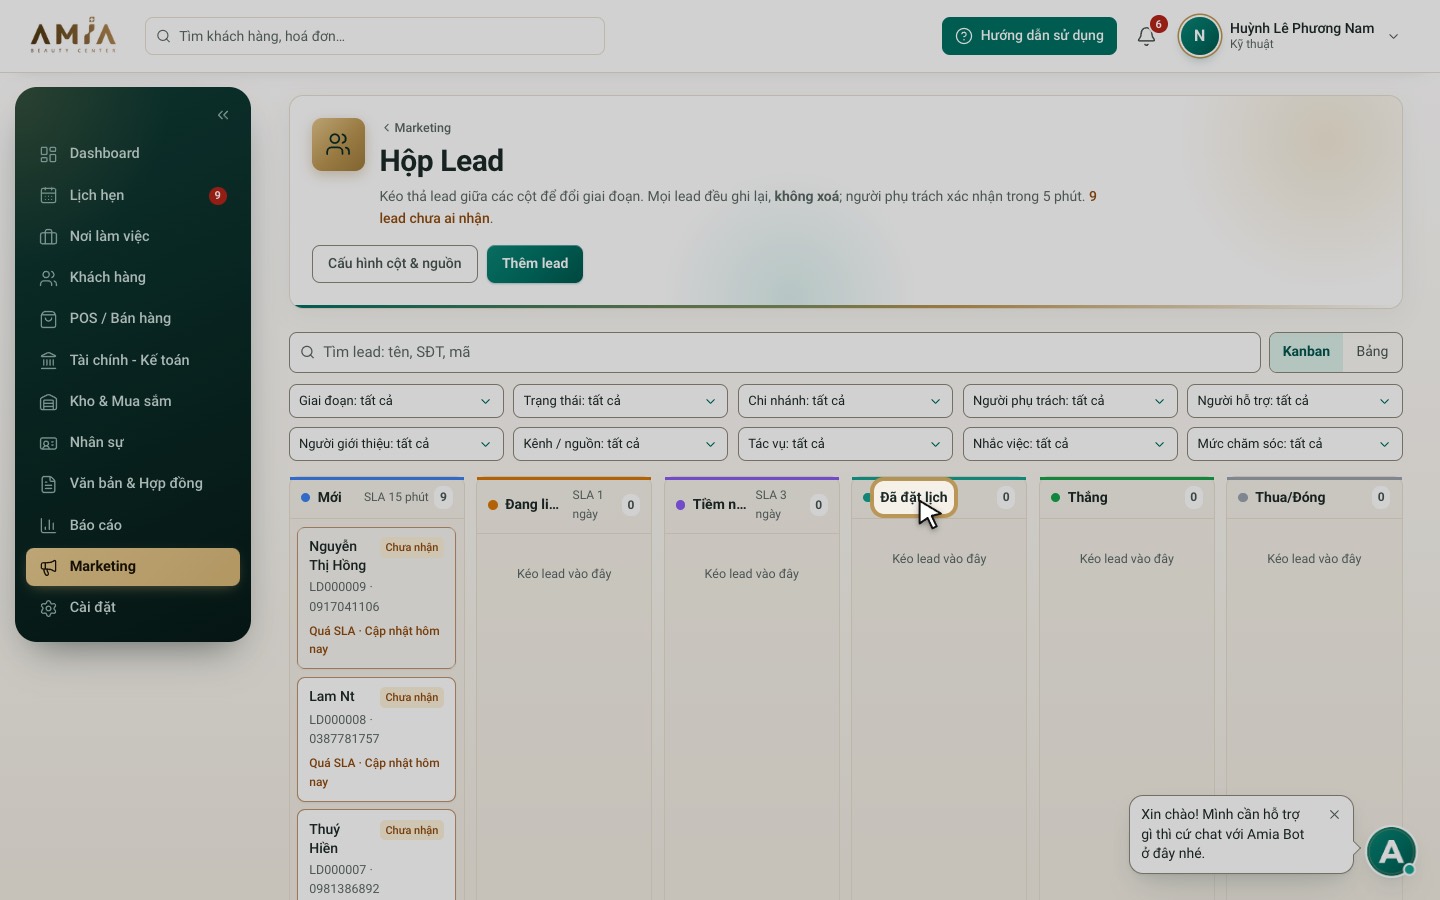 AMIA
BEAUTY CENTER
Tìm khách hàng, hoá đơn...
Hướng dẫn sử dụng
6
N
Huỳnh Lê Phương Nam
Kỹ thuật
Dashboard
Lịch hẹn
9
Nơi làm việc
Khách hàng
POS / Bán hàng
Tài chính - Kế toán
Kho & Mua sắm
Nhân sự
Văn bản & Hợp đồng
Báo cáo
Marketing
Cài đặt
Marketing
Hộp Lead
Kéo thả lead giữa các cột để đổi giai đoạn. Mọi lead đều ghi lại, không xoá; người phụ trách xác nhận trong 5 phút. 9
lead chưa ai nhận.
Cấu hình cột & nguồn
Thêm lead
Tìm lead: tên, SĐT, mã
Kanban
Bảng
Giai đoạn: tất cả
Trạng thái: tất cả
Chi nhánh: tất cả
Người phụ trách: tất cả
Người hỗ trợ: tất cả
Người giới thiệu: tất cả
Kênh / nguồn: tất cả
Tác vụ: tất cả
Nhắc việc: tất cả
Mức chăm sóc: tất cả
Mới
SLA 15 phút
9
Nguyễn
Thị Hồng
Chưa nhận
LD000009 ·
0917041106
Quá SLA · Cập nhật hôm
nay
Lam Nt
Chưa nhận
LD000008 ·
0387781757
Quá SLA · Cập nhật hôm
nay
Thuý
Hiền
Chưa nhận
LD000007 ·
0981386892
Đang li...
SLA 1
ngày
0
Kéo lead vào đây
Tiềm n...
SLA 3
ngày
0
Kéo lead vào đây
Đã đặt lịch
0
Kéo lead vào đây
Thắng
0
Kéo lead vào đây
Thua/Đóng
0
Kéo lead vào đây
Xin chào! Mình cần hỗ trợ
gì thì cứ chat với Amia Bot
ở đây nhé.
A